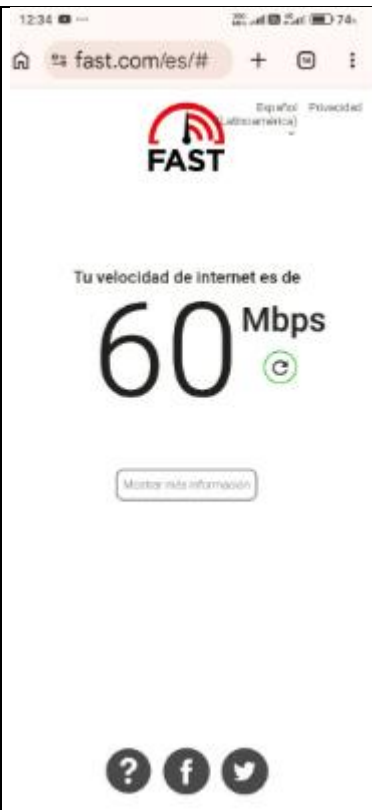 12:34
74
fast.com/es/#
Español Privacidad
(Latinoamérica)
FAST
Tu velocidad de internet es de
60 Mbps
Mostrar más información